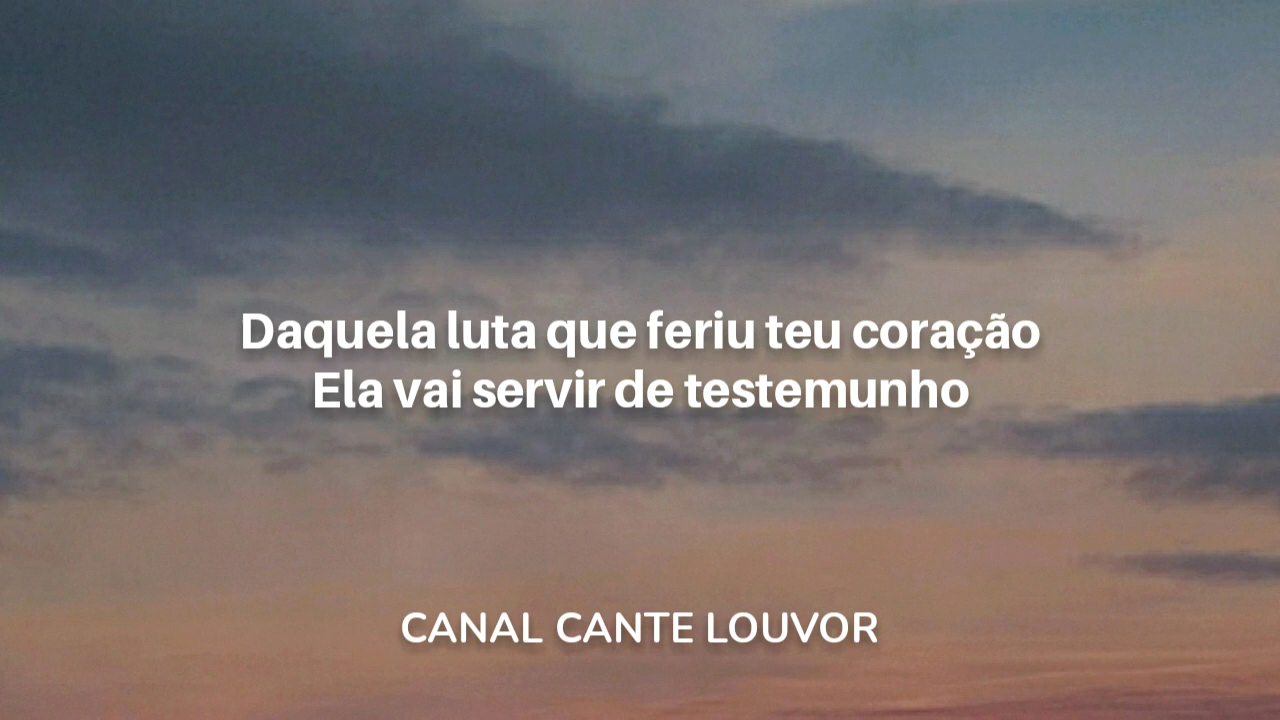 Daquela luta que feriu teu coração
Ela vai servir de testemunho
CANAL CANTE LOUVOR